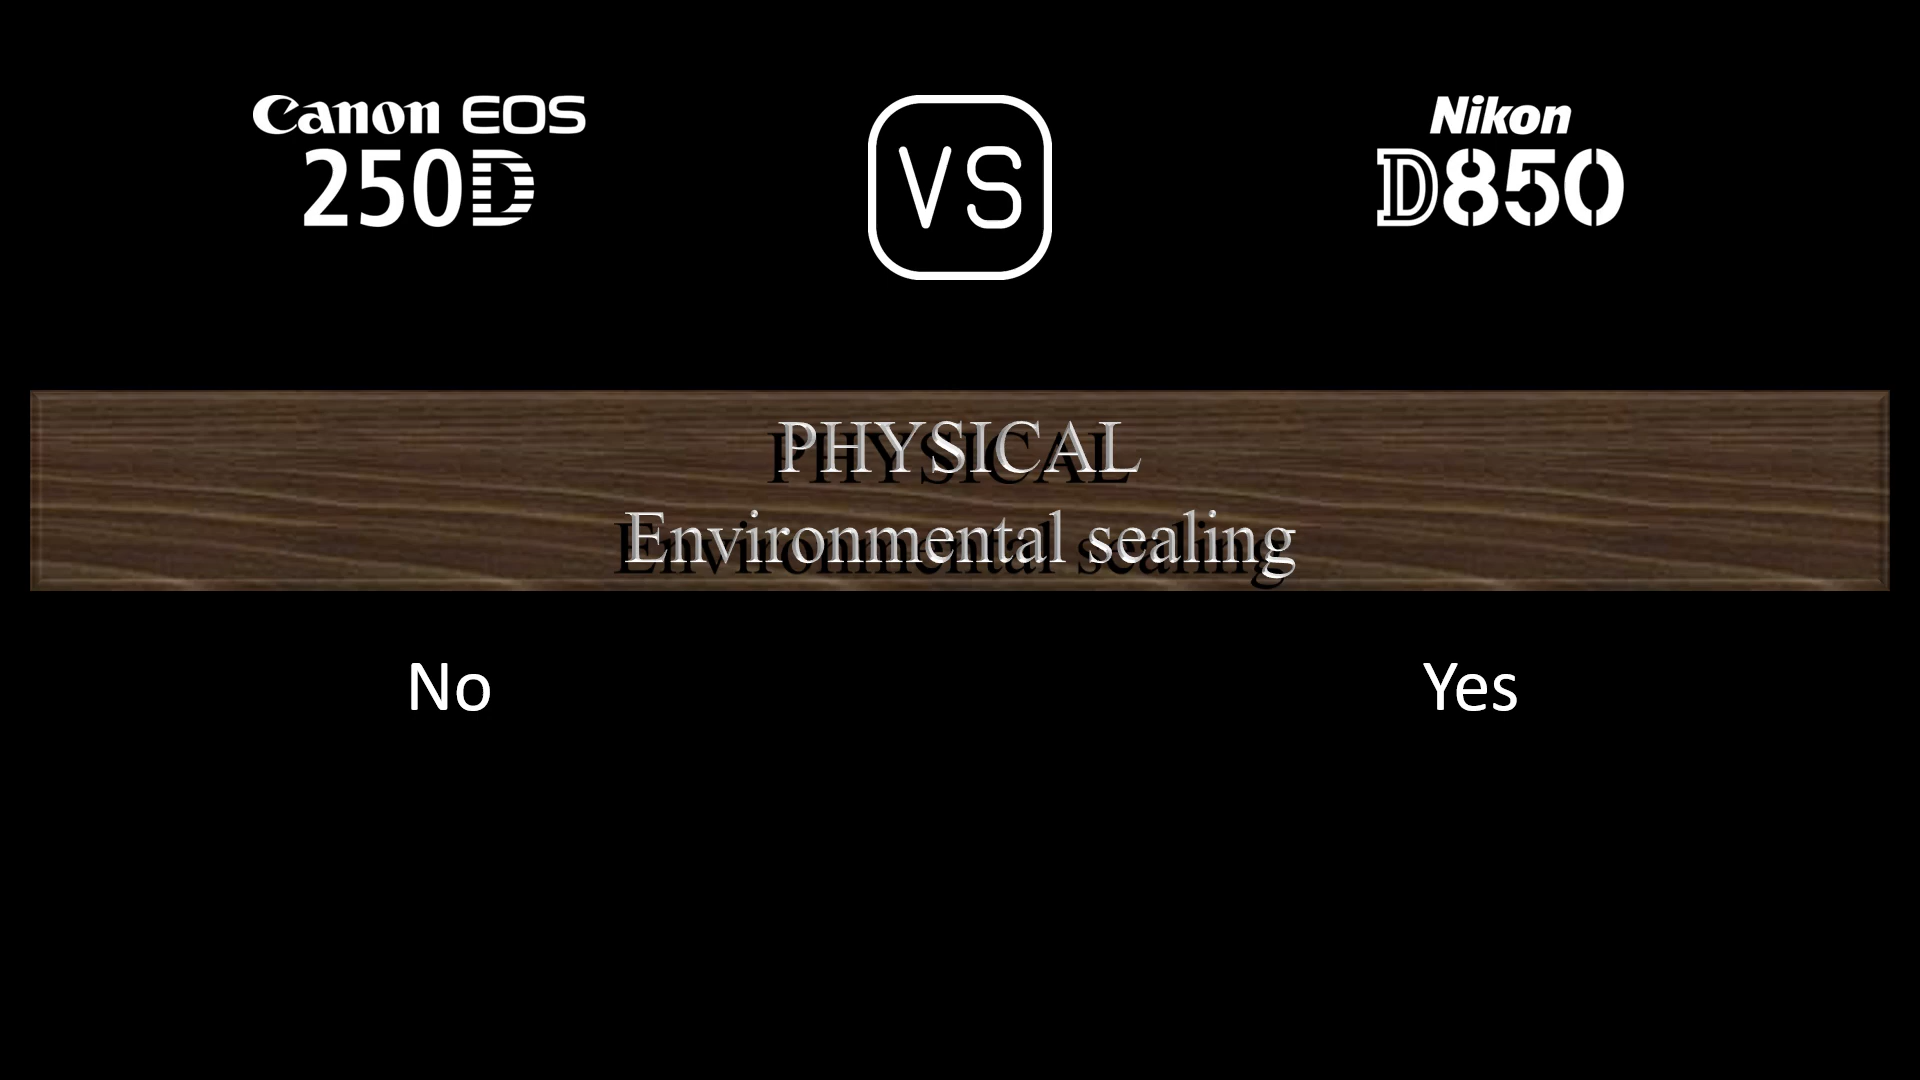 Canon EOS
250D
VS
Nikon
D850
PHYSICAL
Environmental sealing
No
Yes